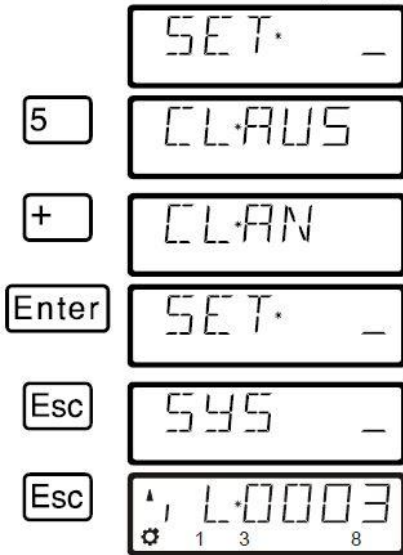 SET* _
5 CL*AUS
+ CL*AN
Enter SET* _
Esc SYS _
Esc L*0003
1 3 8